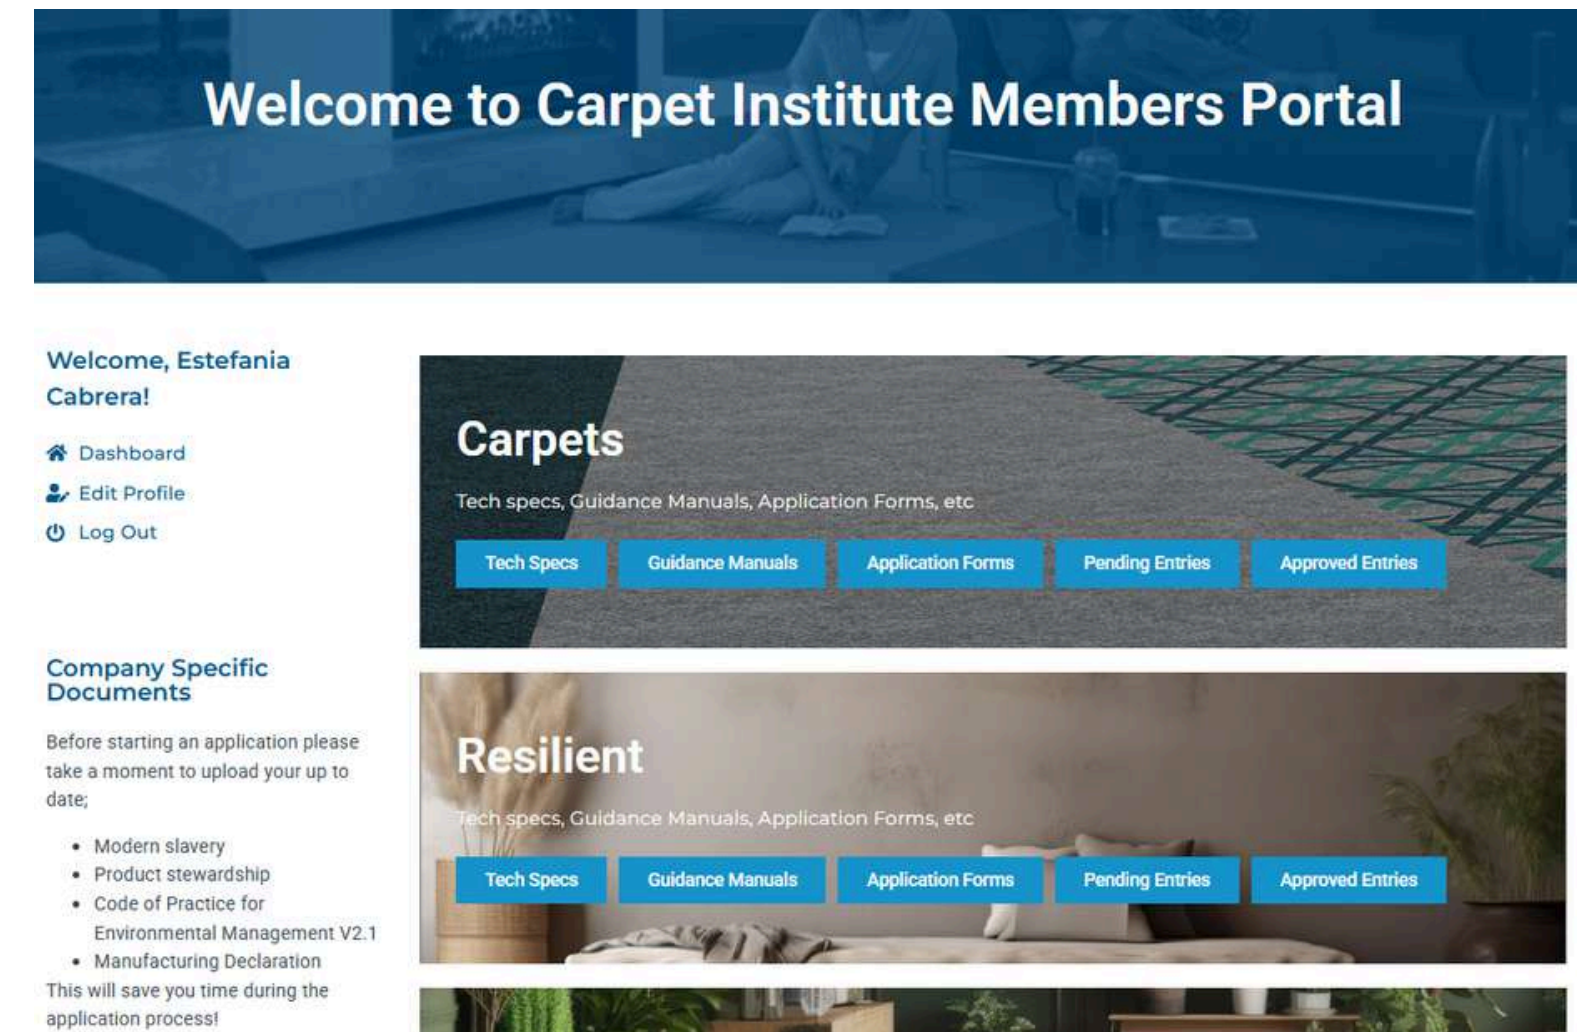 Welcome to Carpet Institute Members Portal
Welcome, Estefania
Cabrera!
Dashboard
Edit Profile
Log Out
Company Specific
Documents
Before starting an application please
take a moment to upload your up to
date;
• Modern slavery
• Product stewardship
• Code of Practice for
Environmental Management V2.1
• Manufacturing Declaration
This will save you time during the
application process!
Carpets
Tech specs, Guidance Manuals, Application Forms, etc
Tech Specs Guidance Manuals Application Forms Pending Entries Approved Entries
Resilient
Tech specs, Guidance Manuals, Application Forms, etc
Tech Specs Guidance Manuals Application Forms Pending Entries Approved Entries